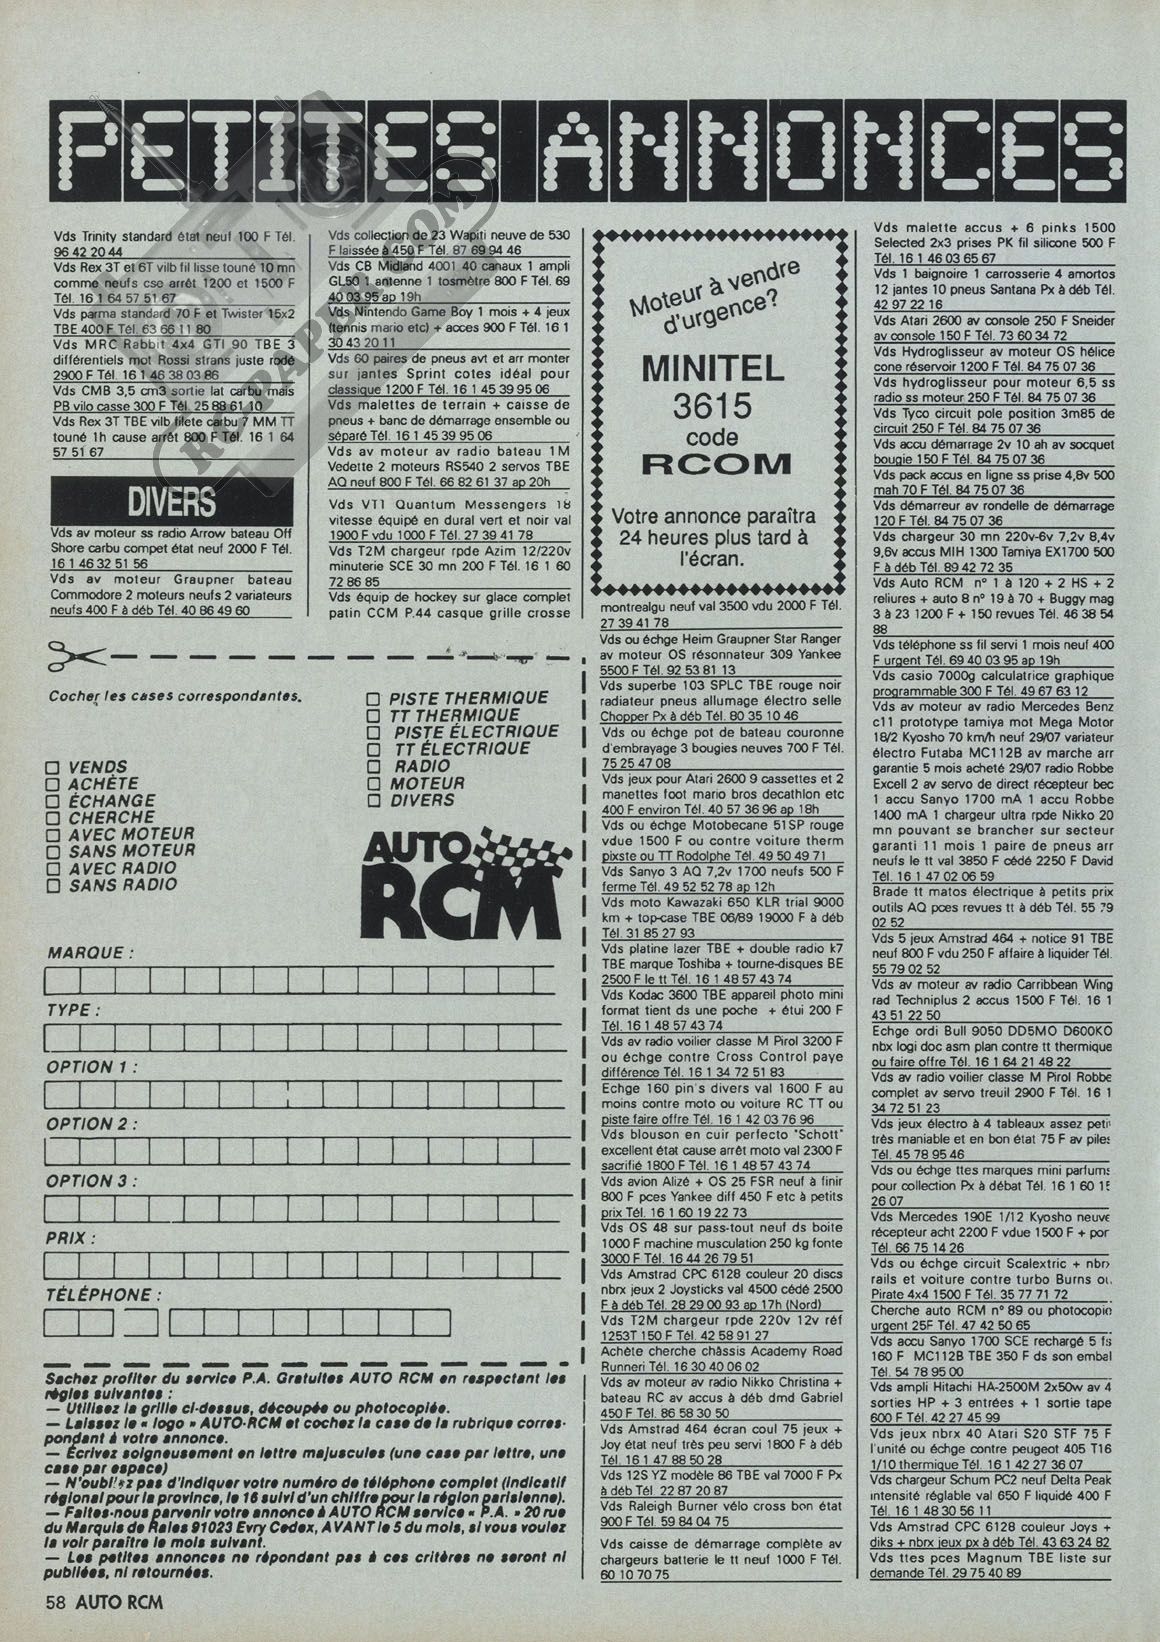 PETITES ANNONCES
Vds Trinity standard état neuf 100 F Tél.
96 42 20 44
Vds Rex 3T et 6T vilb fil lisse touné 10 mn
comme neufs cse arrêt 1200 et 1500 F
Tél. 16 1 64 57 51 67
Vds parma standard 70 F et Twister 15x2
TBE 400 F Tél. 63 66 11 80
Vds MRC Rabbit 4x4 GTI 90 TBE 3
différentiels mot Rossi strans juste rodé
2900 F Tél. 16 1 46 38 03 86
Vds CMB 3,5 cm3 sortie lat carbu mais
PB vilo casse 300 F Tél. 25 88 61 10
Vds Rex 3T TBE vilb filete carbu 7 MM TT
touné 1h cause arrêt 800 F Tél. 16 1 64
57 51 67
DIVERS
Vds av moteur ss radio Arrow bateau Off
Shore carbu compet état neuf 2000 F Tél.
16 1 46 32 51 56
Vds av moteur Graupner bateau
Commodore 2 moteurs neufs 2 variateurs
neufs 400 F à déb Tél. 40 86 49 60
Vds collection de 23 Wapiti neuve de 530
F laissée à 450 F Tél. 87 69 94 46
Vds CB Midland 4001 40 canaux 1 ampli
GL50 1 antenne 1 tosmètre 800 F Tél. 69
40 03 95 ap 19h
Vds Nintendo Game Boy 1 mois + 4 jeux
(tennis mario etc) + acces 900 F Tél. 16 1
30 43 20 11
Vds 60 paires de pneus avt et arr monter
sur jantes Sprint cotes idéal pour
classique 1200 F Tél. 16 1 45 39 95 06
Vds malettes de terrain + caisse de
pneus + banc de démarrage ensemble ou
séparé Tél. 16 1 45 39 95 06
Vds av moteur av radio bateau 1M
Vedette 2 moteurs RS540 2 servos TBE
AQ neuf 800 F Tél. 66 82 61 37 ap 20h
Vds VT1 Quantum Messengers 18
vitesse équipé en dural vert et noir val
1900 F vdu 1000 F Tél. 27 39 41 78
Vds T2M chargeur rpde Azim 12/220v
minuterie SCE 30 mn 200 F Tél. 16 1 60
72 86 85
Vds équip de hockey sur glace complet
patin CCM P.44 casque grille crosse
Moteur à vendre
d'urgence?
MINITEL
3615
code
RCOM
Votre annonce paraîtra
24 heures plus tard à
l'écran.
montrealgu neuf val 3500 vdu 2000 F Tél.
27 39 41 78
Vds ou échge Heim Graupner Star Ranger
av moteur OS résonnateur 309 Yankee
5500 F Tél. 92 53 81 13
Vds superbe 103 SPLC TBE rouge noir
radiateur pneus allumage électro selle
Chopper Px à déb Tél. 80 35 10 46
Vds ou échge pot de bateau couronne
d'embrayage 3 bougies neuves 700 F Tél.
75 25 47 08
Vds jeux pour Atari 2600 9 cassettes et 2
manettes foot mario bros decathlon etc
400 F environ Tél. 40 57 36 96 ap 18h
Vds ou échge Motobecane 51SP rouge
vdue 1500 F ou contre voiture therm
pixste ou TT Rodolphe Tél. 49 50 49 71
Vds Sanyo 3 AQ 7,2v 1700 neufs 500 F
ferme Tél. 49 52 52 78 ap 12h
Vds moto Kawazaki 650 KLR trial 9000
km + top-case TBE 06/89 19000 F à déb
Tél. 31 85 27 93
Vds platine lazer TBE + double radio k7
TBE marque Toshiba + tourne-disques BE
2500 F le tt Tél. 16 1 48 57 43 74
Vds Kodac 3600 TBE appareil photo mini
format tient ds une poche + étui 200 F
Tél. 16 1 48 57 43 74
Vds av radio voilier classe M Pirol 3200 F
ou échge contre Cross Control paye
différence Tél. 16 1 34 72 51 83
Echge 160 pin's divers val 1600 F au
moins contre moto ou voiture RC TT ou
piste faire offre Tél. 16 1 42 03 76 96
Vds blouson en cuir perfecto "Schott"
excellent état cause arrêt moto val 2300 F
sacrifié 1800 F Tél. 16 1 48 57 43 74
Vds avion Alizé + OS 25 FSR neuf à finir
800 F pces Yankee diff 450 F etc à petits
prix Tél. 16 1 60 19 22 73
Vds OS 48 sur pass-tout neuf ds boite
1000 F machine musculation 250 kg fonte
3000 F Tél. 16 44 26 79 51
Vds Amstrad CPC 6128 couleur 20 discs
nbrx jeux 2 Joysticks val 4500 cédé 2500
F à déb Tél. 28 29 00 93 ap 17h (Nord)
Vds T2M chargeur rpde 220v 12v réf
1253T 150 F Tél. 42 58 91 27
Achète cherche châssis Academy Road
Runneri Tél. 16 30 40 06 02
Vds av moteur av radio Nikko Christina +
bateau RC av accus à déb dmd Gabriel
450 F Tél. 86 58 30 50
Vds Amstrad 464 écran coul 75 jeux +
Joy état neuf très peu servi 1800 F à déb
Tél. 16 1 47 88 50 28
Vds 12S YZ modèle 86 TBE val 7000 F Px
à déb Tél. 22 87 20 87
Vds Raleigh Burner vélo cross bon état
900 F Tél. 59 84 04 75
Vds caisse de démarrage complète av
chargeurs batterie le tt neuf 1000 F Tél.
60 10 70 75
Vds malette accus + 6 pinks 1500
Selected 2x3 prises PK fil silicone 500 F
Tél. 16 1 46 03 65 67
Vds 1 baignoire 1 carrosserie 4 amortos
12 jantes 10 pneus Santana Px à déb Tél.
42 97 22 16
Vds Atari 2600 av console 250 F Sneider
av console 150 F Tél. 73 60 34 72
Vds Hydroglisseur av moteur OS hélice
cone réservoir 1200 F Tél. 84 75 07 36
Vds hydroglisseur pour moteur 6,5 ss
radio ss moteur 250 F Tél. 84 75 07 36
Vds Tyco circuit pole position 3m85 de
circuit 250 F Tél. 84 75 07 36
Vds accu démarrage 2v 10 ah av socquet
bougie 150 F Tél. 84 75 07 36
Vds pack accus en ligne ss prise 4,8v 500
mah 70 F Tél. 84 75 07 36
Vds démarreur av rondelle de démarrage
120 F Tél. 84 75 07 36
Vds chargeur 30 mn 220v-6v 7,2v 8,4v
9,6v accus MIH 1300 Tamiya EX1700 500
F à déb Tél. 89 42 72 35
Vds Auto RCM n° 1 à 120 + 2 HS + 2
reliures + auto 8 n° 19 à 70 + Buggy mag
3 à 23 1200 F + 150 revues Tél. 46 38 54
88
Vds téléphone ss fil servi 1 mois neuf 400
F urgent Tél. 69 40 03 95 ap 19h
Vds casio 7000g calculatrice graphique
programmable 300 F Tél. 49 67 63 12
Vds av moteur av radio Mercedes Benz
c11 prototype tamiya mot Mega Motor
18/2 Kyosho 70 km/h neuf 29/07 variateur
électro Futaba MC112B av marche arr
garantie 5 mois acheté 29/07 radio Robbe
Excell 2 av servo de direct récepteur bec
1 accu Sanyo 1700 mA 1 accu Robbe
1400 mA 1 chargeur ultra rpde Nikko 20
mn pouvant se brancher sur secteur
garanti 11 mois 1 paire de pneus arr
neufs le tt val 3850 F cédé 2250 F David
Tél. 16 1 47 02 06 59
Brade tt matos électrique à petits prix
outils AQ pces revues tt à déb Tél. 55 79
02 52
Vds 5 jeux Amstrad 464 + notice 91 TBE
neuf 800 F vdu 250 F affaire à liquider Tél.
55 79 02 52
Vds av moteur av radio Carribbean Wing
rad Techniplus 2 accus 1500 F Tél. 16 1
43 51 22 50
Echge ordi Bull 9050 DD5MO D600KO
nbx logi doc asm plan contre tt thermique
ou faire offre Tél. 16 1 64 21 48 22
Vds av radio voilier classe M Pirol Robbe
complet av servo treuil 2900 F Tél. 16 1
34 72 51 23
Vds jeux électro à 4 tableaux assez peti
très maniable et en bon état 75 F av piles
Tél. 45 78 95 46
Vds ou échge ttes marques mini parfums
pour collection Px à débat Tél. 16 1 60 15
26 07
Vds Mercedes 190E 1/12 Kyosho neuve
récepteur acht 2200 F vdue 1500 F + por
Tél. 66 75 14 26
Vds ou échge circuit Scalextric + nbrx
rails et voiture contre turbo Burns ou
Pirate 4x4 1500 F Tél. 35 77 71 72
Cherche auto RCM n° 89 ou photocopie
urgent 25F Tél. 47 42 50 65
Vds accu Sanyo 1700 SCE rechargé 5 fs
160 F MC112B TBE 350 F ds son embal
Tél. 54 78 95 00
Vds ampli Hitachi HA-2500M 2x50w av 4
sorties HP + 3 entrées + 1 sortie tape
600 F Tél. 42 27 45 99
Vds jeux nbrx 40 Atari S20 STF 75 F
l'unité ou échge contre peugeot 405 T16
1/10 thermique Tél. 16 1 42 27 36 07
Vds chargeur Schum PC2 neuf Delta Peak
intensité réglable val 650 F liquidé 400 F
Tél. 16 1 48 30 56 11
Vds Amstrad CPC 6128 couleur Joys +
diks + nbrx jeux px à déb Tél. 43 63 24 82
Vds ttes pces Magnum TBE liste sur
demande Tél. 29 75 40 89
Cocher les cases correspondantes.
VENDS
ACHÈTE
ÉCHANGE
CHERCHE
AVEC MOTEUR
SANS MOTEUR
AVEC RADIO
SANS RADIO
PISTE THERMIQUE
TT THERMIQUE
PISTE ÉLECTRIQUE
TT ÉLECTRIQUE
RADIO
MOTEUR
DIVERS
AUTO
RCM
MARQUE :
TYPE :
OPTION 1 :
OPTION 2 :
OPTION 3 :
PRIX :
TÉLÉPHONE :
Sachez profiter du service P.A. Gratuites AUTO RCM en respectant les
règles suivantes :
— Utilisez la grille ci-dessus, découpée ou photocopiée.
— Laissez le « logo » AUTO-RCM et cochez la case de la rubrique corres-
pondant à votre annonce.
— Écrivez soigneusement en lettre majuscules (une case par lettre, une
case par espace)
— N'oubliez pas d'indiquer votre numéro de téléphone complet (indicatif
régional pour la province, le 16 suivi d'un chiffre pour la région parisienne).
— Faites-nous parvenir votre annonce à AUTO RCM service « P.A. » 20 rue
du Marquis de Rales 91023 Evry Cedex, AVANT le 5 du mois, si vous voulez
la voir paraître le mois suivant.
— Les petites annonces ne répondant pas à ces critères ne seront ni
publiées, ni retournées.
58 AUTO RCM
RCPAPER.COM